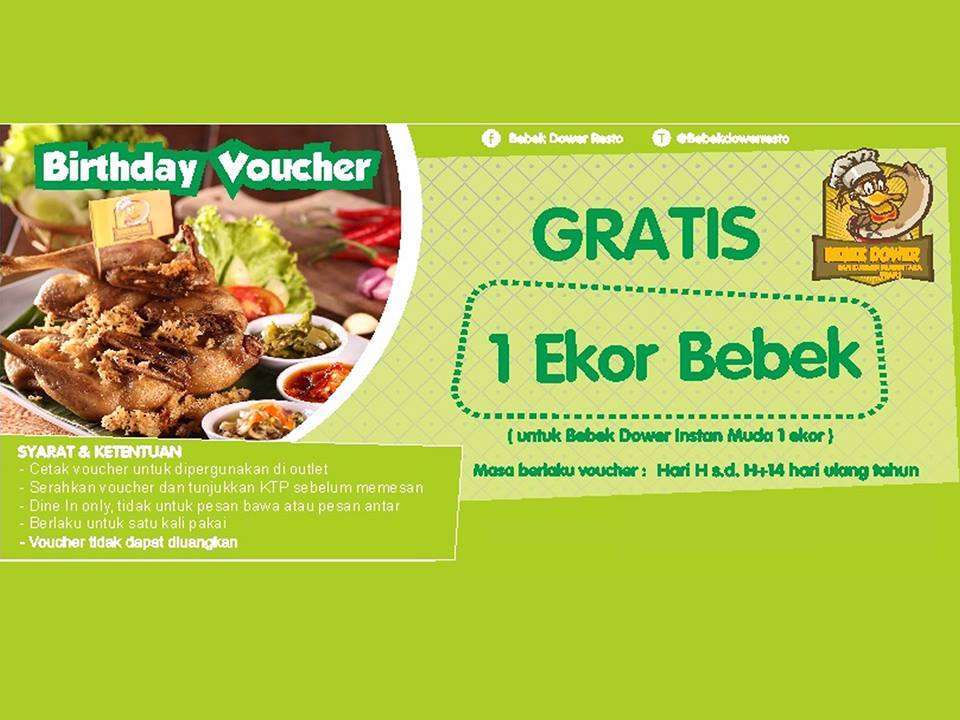 Birthday Voucher
SYARAT & KETENTUAN
- Cetak voucher untuk dipergunakan di outlet
- Serahkan voucher dan tunjukkan KTP sebelum memesan
- Dine In only, tidak untuk pesan bawa atau pesan antar
- Berlaku untuk satu kali pakai
- Voucher tidak dapat diuangkan
f Bebek Dower Resto
T @Bebekdowerresto
GRATIS
1 Ekor Bebek
( untuk Bebek Dower Instan Muda 1 ekor )
Masa berlaku voucher : Hari H s.d. H+14 hari ulang tahun
BEBEK DOWER